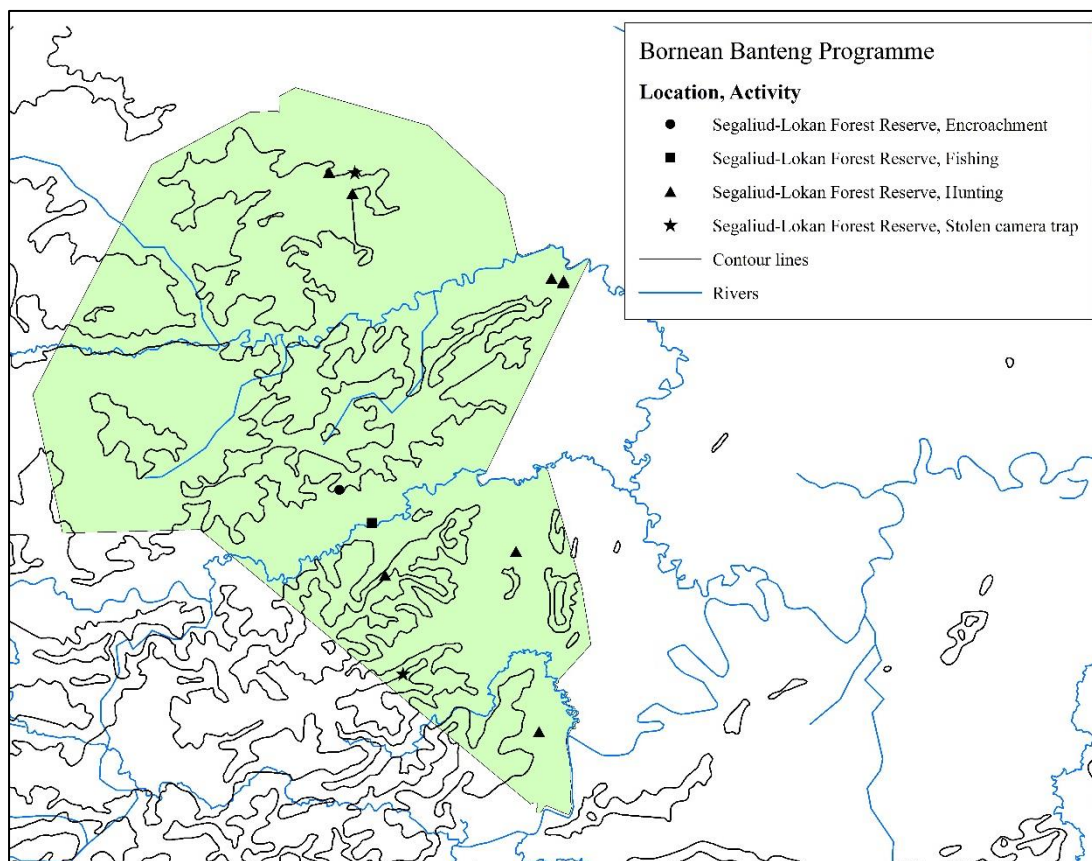 Bornean Banteng Programme
Location, Activity
Segaliud-Lokan Forest Reserve, Encroachment
Segaliud-Lokan Forest Reserve, Fishing
Segaliud-Lokan Forest Reserve, Hunting
Segaliud-Lokan Forest Reserve, Stolen camera trap
Contour lines
Rivers